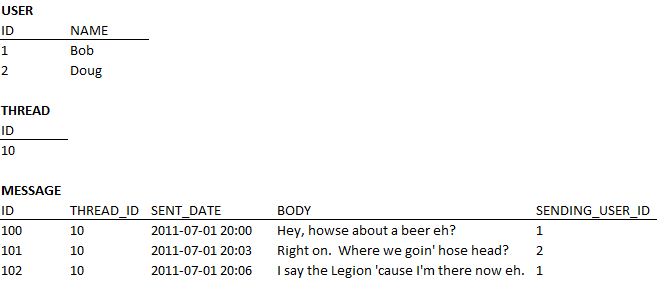 USER
ID NAME
1 Bob
2 Doug
THREAD
ID
10
MESSAGE
ID THREAD_ID SENT_DATE BODY SENDING_USER_ID
100 10 2011-07-01 20:00 Hey, howse about a beer eh? 1
101 10 2011-07-01 20:03 Right on.  Where we goin' hose head? 2
102 10 2011-07-01 20:06 I say the Legion 'cause I'm there now eh. 1